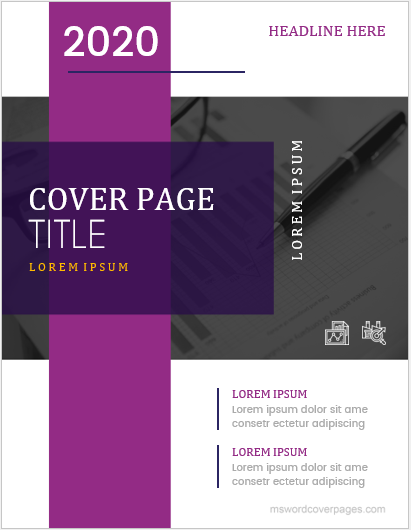 2020
HEADLINE HERE
COVER PAGE
TITLE
LOREM IPSUM
LOREM IPSUM
LOREM IPSUM
Lorem ipsum dolor sit ame
consetr ectetur adipiscing
LOREM IPSUM
Lorem ipsum dolor sit ame
consetr ectetur adipiscing
mswordcoverpages.com